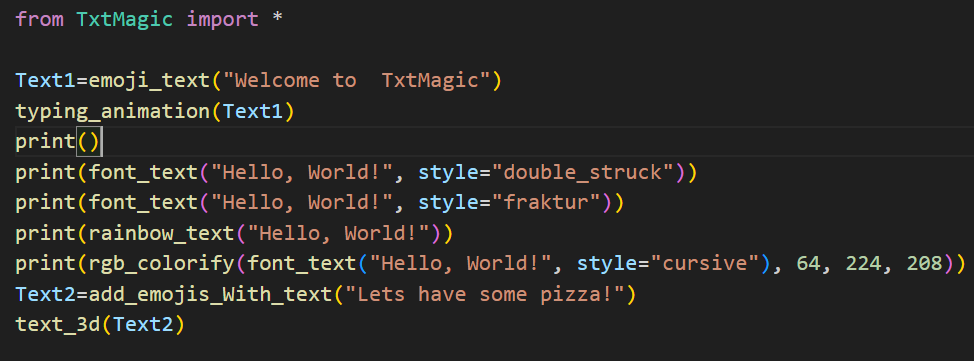 from TxtMagic import *
Text1=emoji_text("Welcome to  TxtMagic")
typing_animation(Text1)
print()
print(font_text("Hello, World!", style="double_struck"))
print(font_text("Hello, World!", style="fraktur"))
print(rainbow_text("Hello, World!"))
print(rgb_colorify(font_text("Hello, World!", style="cursive"), 64, 224, 208))
Text2=add_emojis_With_text("Lets have some pizza!")
text_3d(Text2)